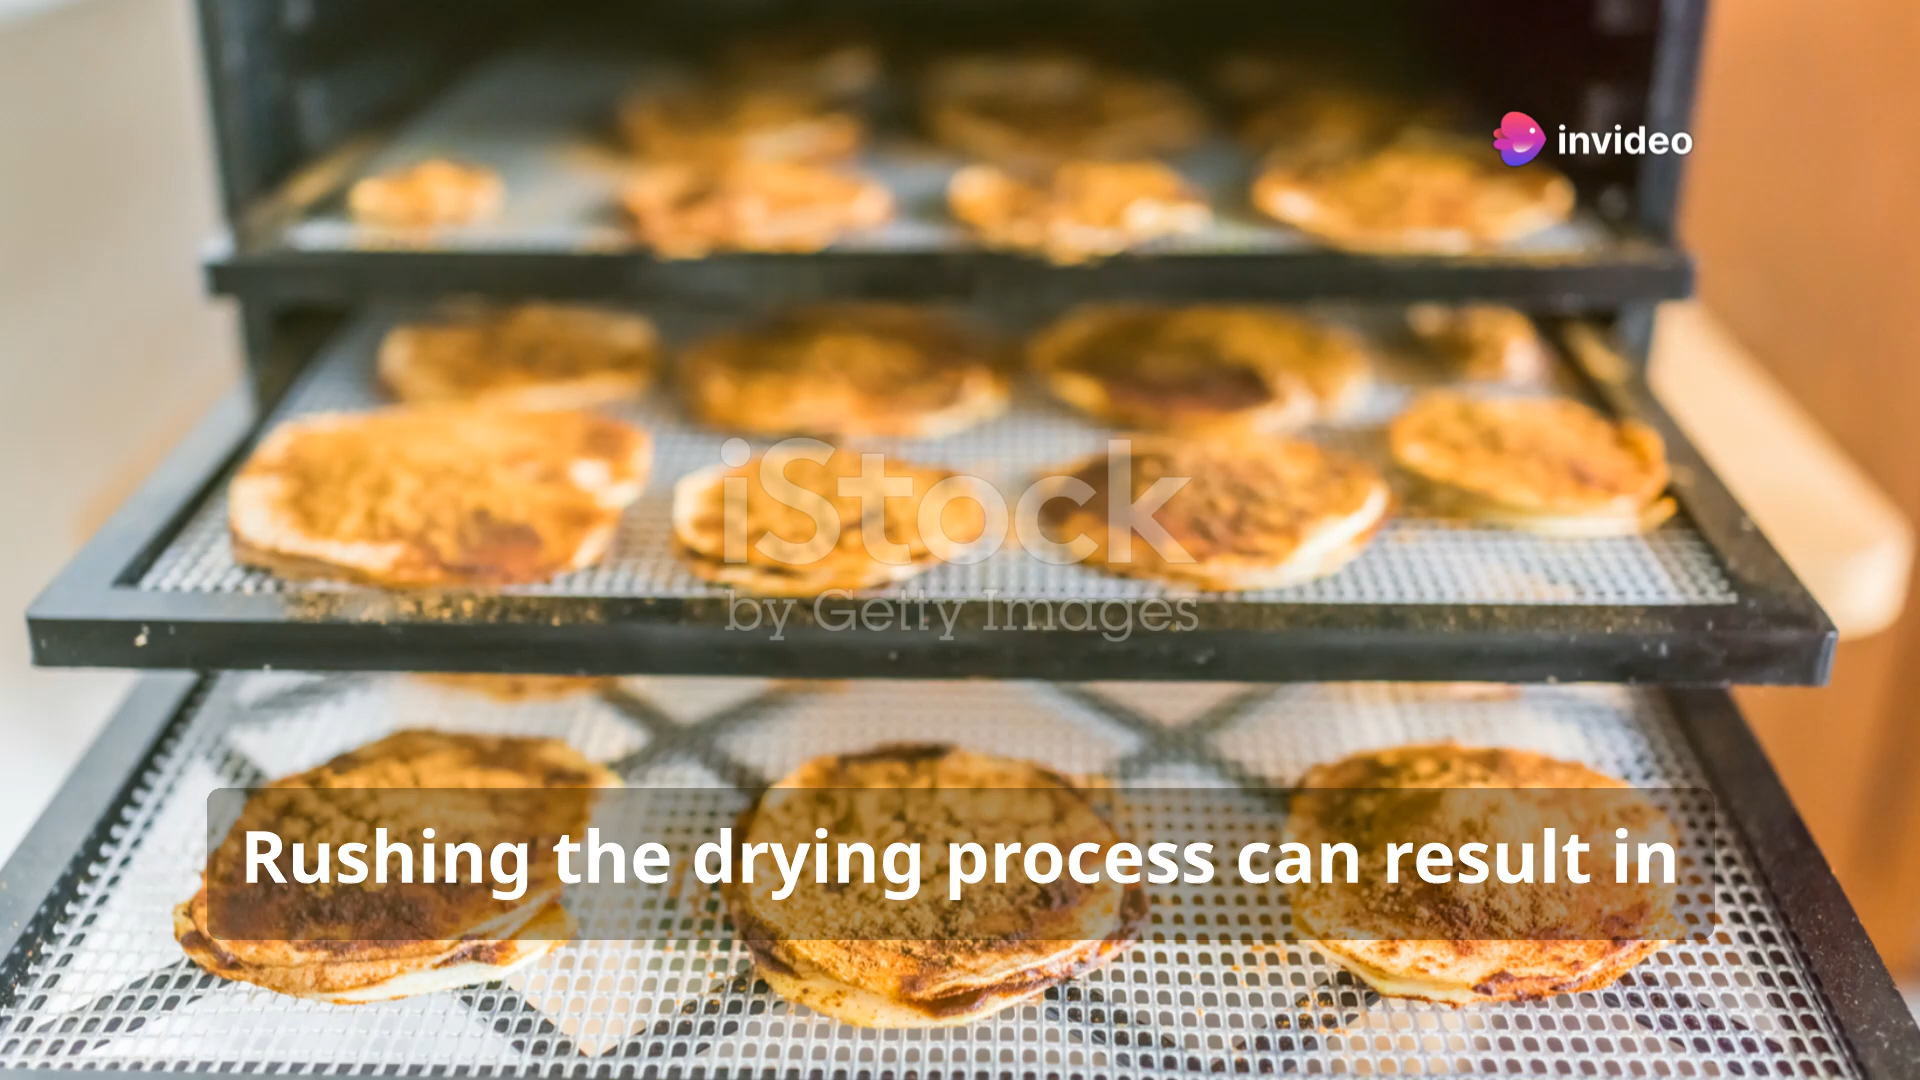 invideo
iStock
by Getty Images
Rushing the drying process can result in